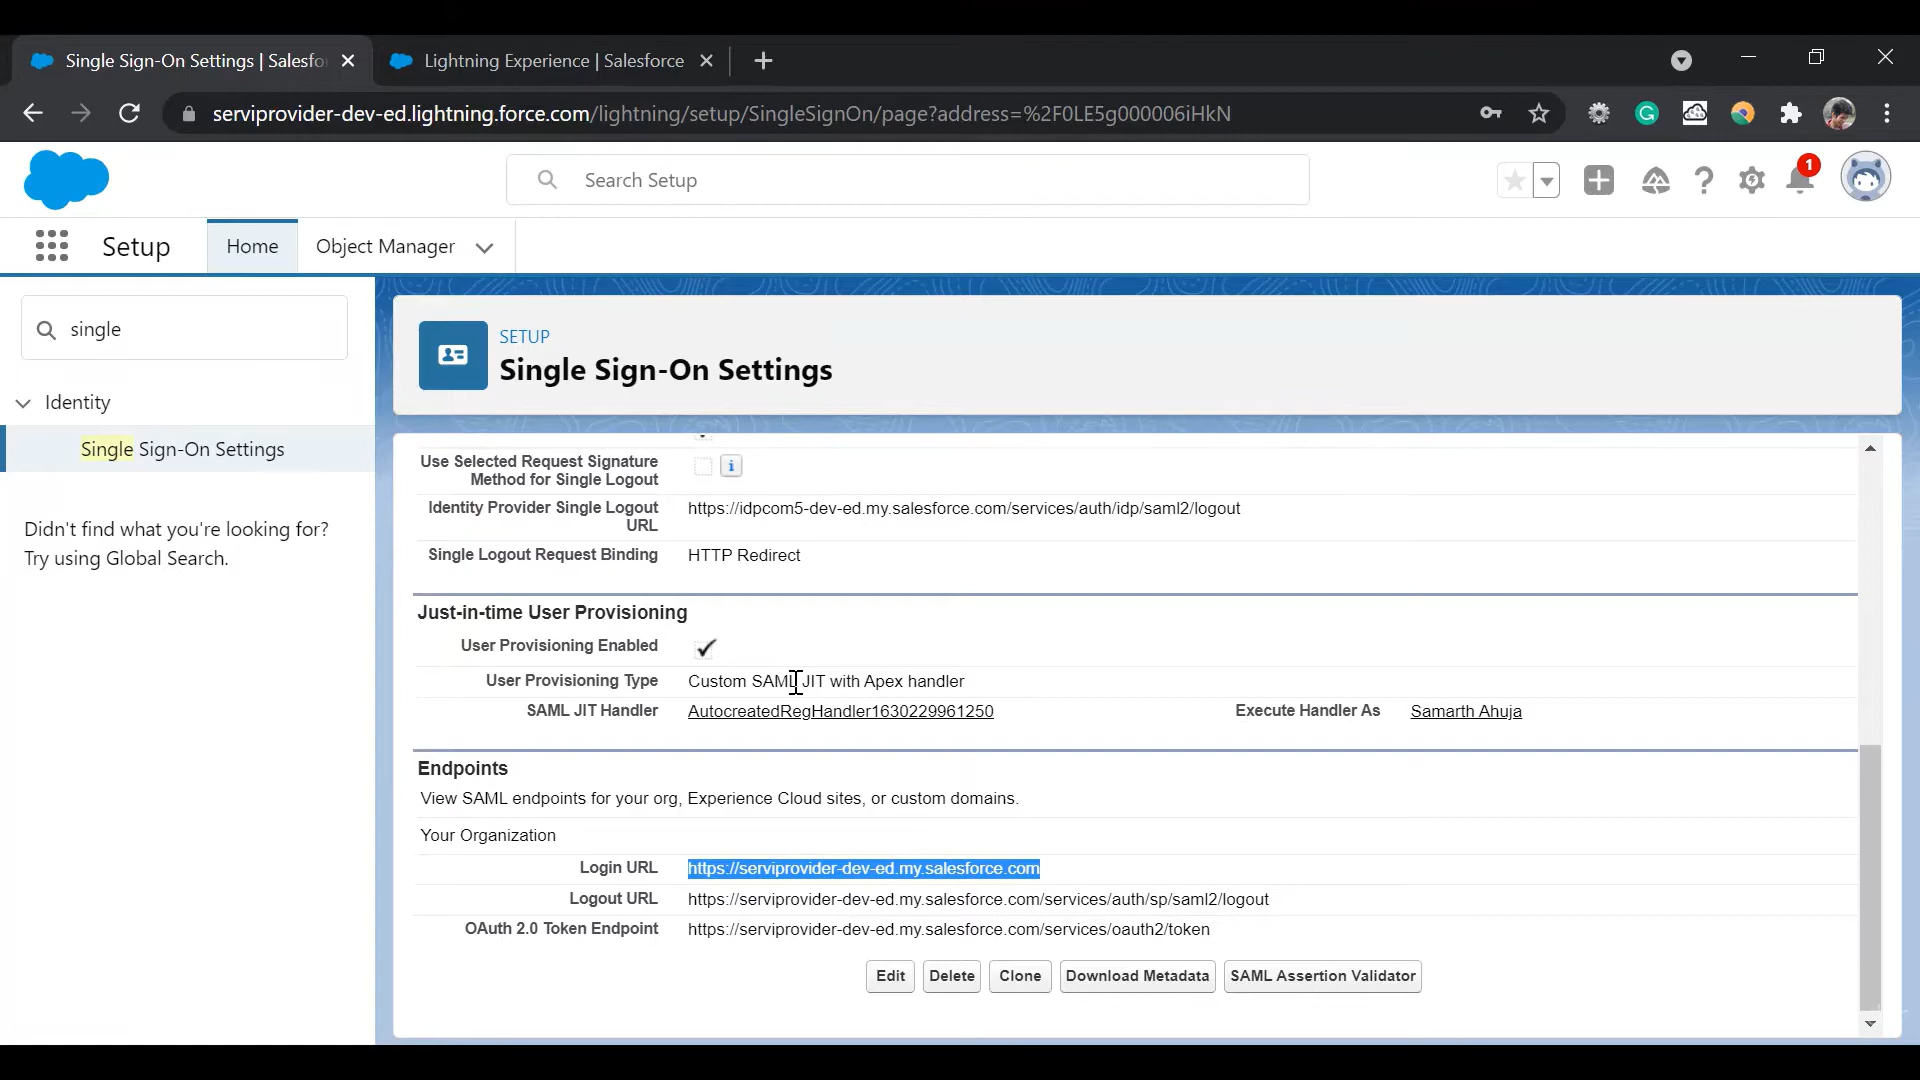 Single Sign-On Settings | Salesfo
Lightning Experience | Salesforce
serviprovider-dev-ed.lightning.force.com/lightning/setup/SingleSignOn/page?address=%2F0LE5g000006iHkN
Search Setup
1
Setup
Home
Object Manager
single
Identity
Single Sign-On Settings
Didn't find what you're looking for?
Try using Global Search.
SETUP
Single Sign-On Settings
Use Selected Request Signature
Method for Single Logout
i
Identity Provider Single Logout
URL
https://idpcom5-dev-ed.my.salesforce.com/services/auth/idp/saml2/logout
Single Logout Request Binding
HTTP Redirect
Just-in-time User Provisioning
User Provisioning Enabled
User Provisioning Type
Custom SAML JIT with Apex handler
SAML JIT Handler
AutocreatedRegHandler1630229961250
Execute Handler As
Samarth Ahuja
Endpoints
View SAML endpoints for your org, Experience Cloud sites, or custom domains.
Your Organization
Login URL
https://serviprovider-dev-ed.my.salesforce.com
Logout URL
https://serviprovider-dev-ed.my.salesforce.com/services/auth/sp/saml2/logout
OAuth 2.0 Token Endpoint
https://serviprovider-dev-ed.my.salesforce.com/services/oauth2/token
Edit
Delete
Clone
Download Metadata
SAML Assertion Validator